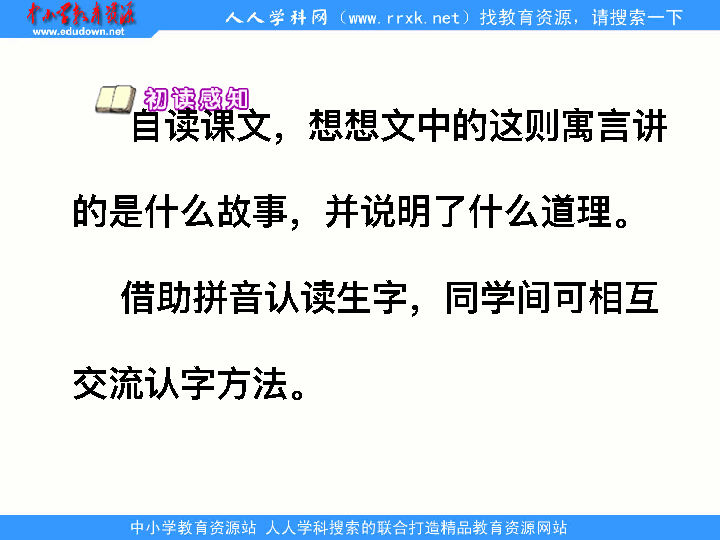 中小学教育资源
www.edudown.net
人人学科网（www.rrxk.net）找教育资源，请搜索一下
初读感知
自读课文，想想文中的这则寓言讲
的是什么故事，并说明了什么道理。
借助拼音认读生字，同学间可相互
交流认字方法。
中小学教育资源站 人人学科搜索的联合打造精品教育资源网站